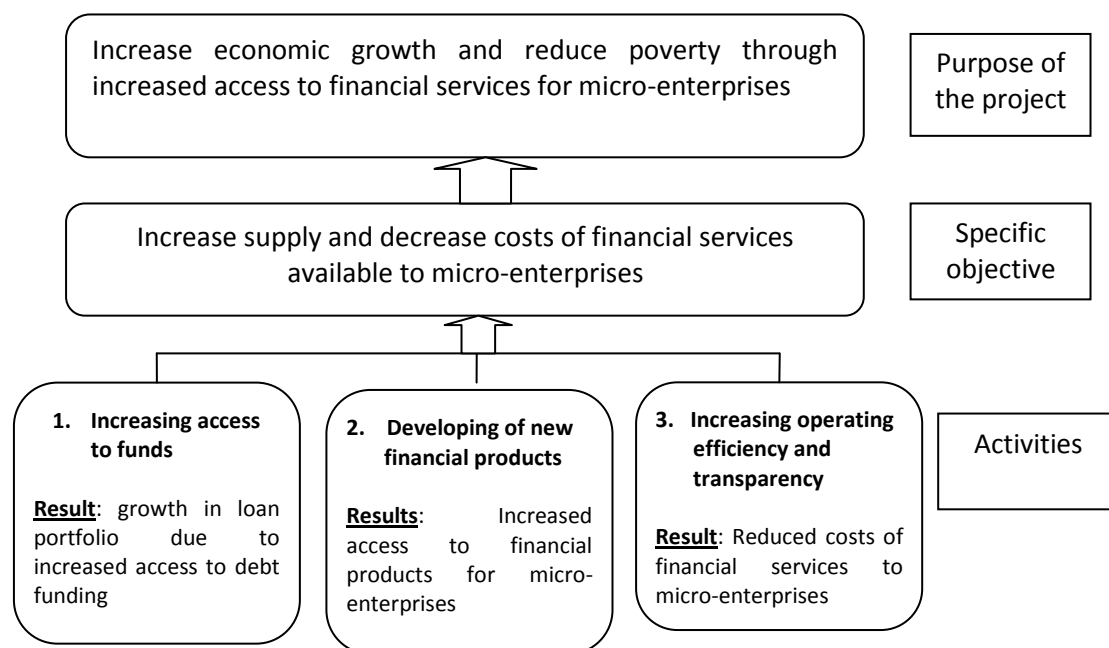 Increase economic growth and reduce poverty through
increased access to financial services for micro-enterprises
Purpose of
the project
Increase supply and decrease costs of financial services
available to micro-enterprises
Specific
objective
1. Increasing access
to funds
Result: growth in loan
portfolio due to
increased access to debt
funding
2. Developing of new
financial products
Results: Increased
access to financial
products for micro-
enterprises
3. Increasing operating
efficiency and
transparency
Result: Reduced costs of
financial services to
micro-enterprises
Activities